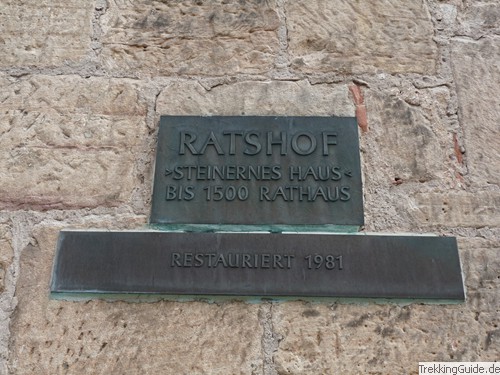 RATSHOF
›STEINERNES HAUS‹
BIS 1500 RATHAUS
RESTAURIERT 1981
TrekkingGuide.de